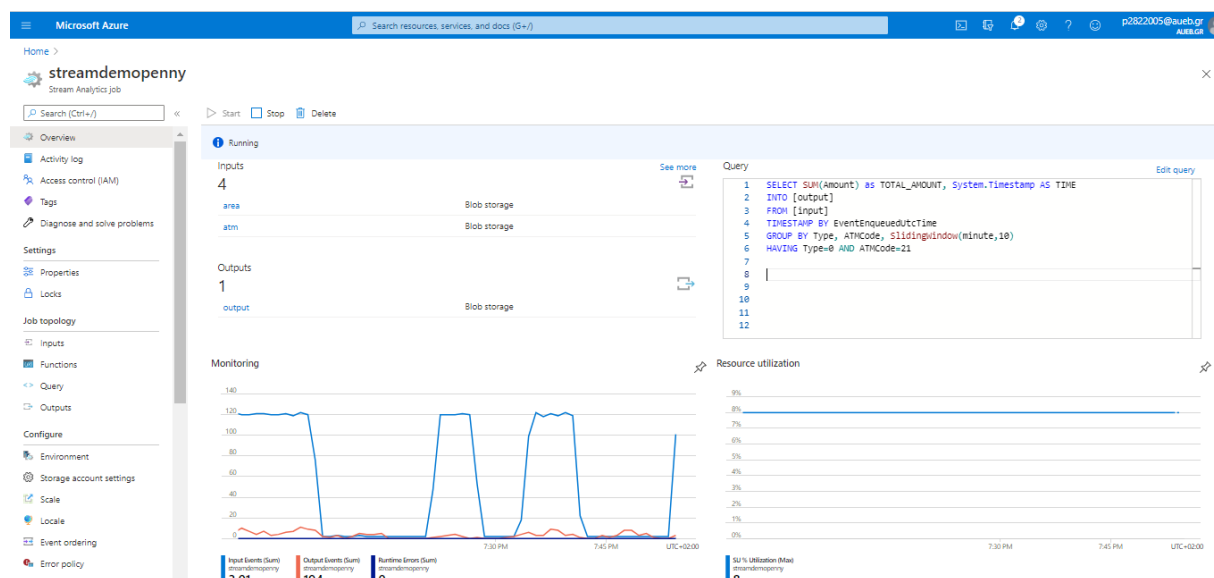 Microsoft Azure
Search resources, services, and docs (G+/)
2
p2822005@aueb.gr
AUEB.GR
Home >
streamdemopenny
Stream Analytics job
Search (Ctrl+/)
«
Start
Stop
Delete
Overview
Activity log
Access control (IAM)
Tags
Diagnose and solve problems
Settings
Properties
Locks
Job topology
Inputs
Functions
Query
Outputs
Configure
Environment
Storage account settings
Scale
Locale
Event ordering
Error policy
Running
Inputs
See more
4
area Blob storage
atm Blob storage
Outputs
1
output Blob storage
Query
Edit query
1 SELECT SUM(Amount) as TOTAL_AMOUNT, System.Timestamp AS TIME
2 INTO [output]
3 FROM [input]
4 TIMESTAMP BY EventEnqueuedUtcTime
5 GROUP BY Type, ATMCode, SlidingWindow(minute,10)
6 HAVING Type=0 AND ATMCode=21
7
8
9
10
11
12
Monitoring
140
120
100
80
60
40
20
0
7:30 PM 7:45 PM UTC+02:00
Input Events (Sum) Output Events (Sum) Runtime Errors (Sum)
streamdemopenny streamdemopenny streamdemopenny
Resource utilization
9%
8%
7%
6%
5%
4%
3%
2%
1%
0%
7:30 PM 7:45 PM UTC+02:00
SU % Utilization (Max)
streamdemopenny